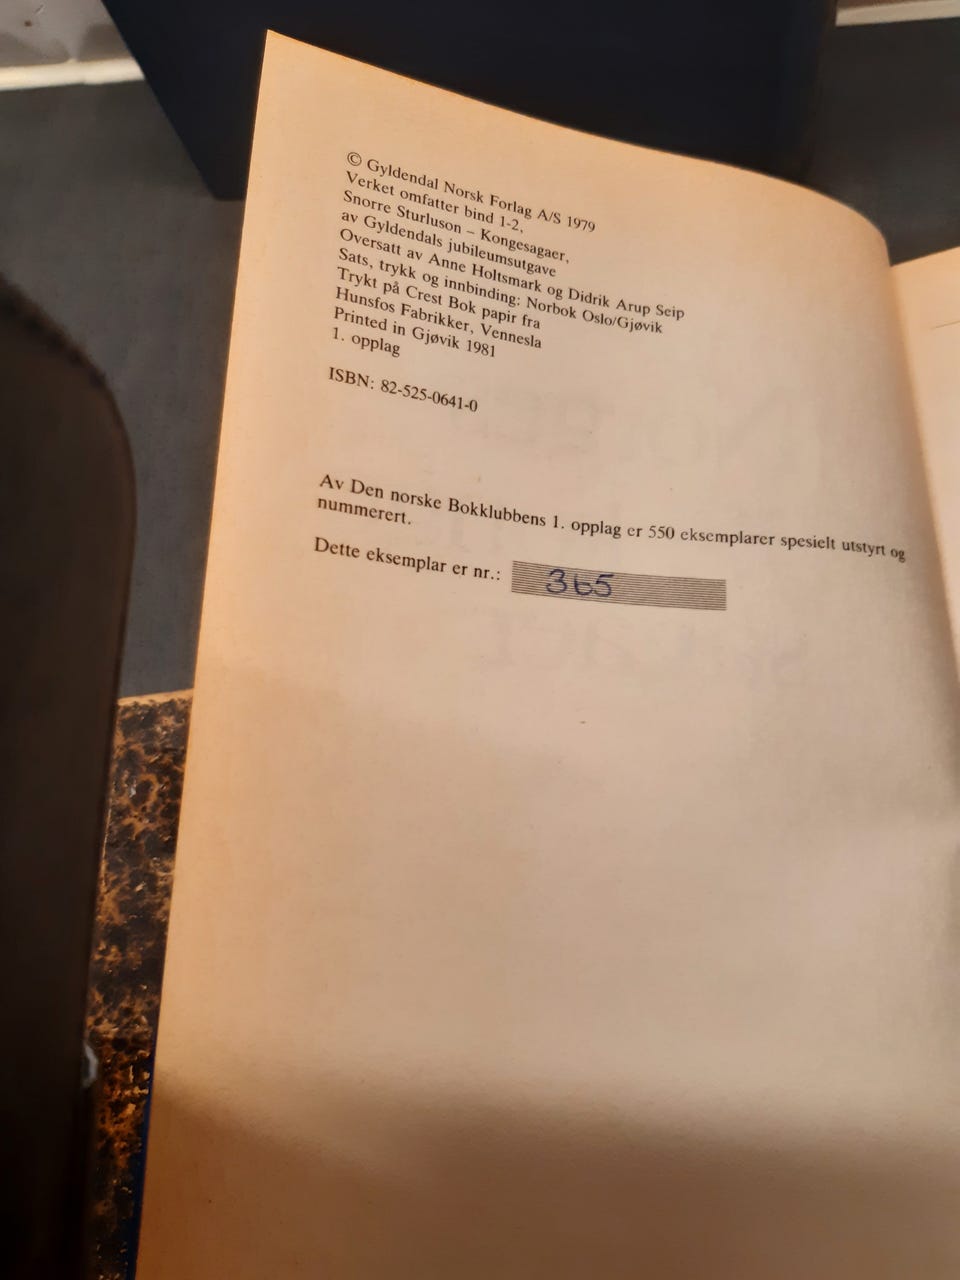 © Gyldendal Norsk Forlag A/S 1979
Verket omfatter bind 1-2,
Snorre Sturluson – Kongesagaer,
av Gyldendals jubileumsutgave
Oversatt av Anne Holtsmark og Didrik Arup Seip
Sats, trykk og innbinding: Norbok Oslo/Gjøvik
Trykt på Crest Bok papir fra
Hunsfos Fabrikker, Vennesla
Printed in Gjøvik 1981
1. opplag
ISBN: 82-525-0641-0
Av Den norske Bokklubbens 1. opplag er 550 eksemplarer spesielt utstyrt og
nummerert.
Dette eksemplar er nr.: 365